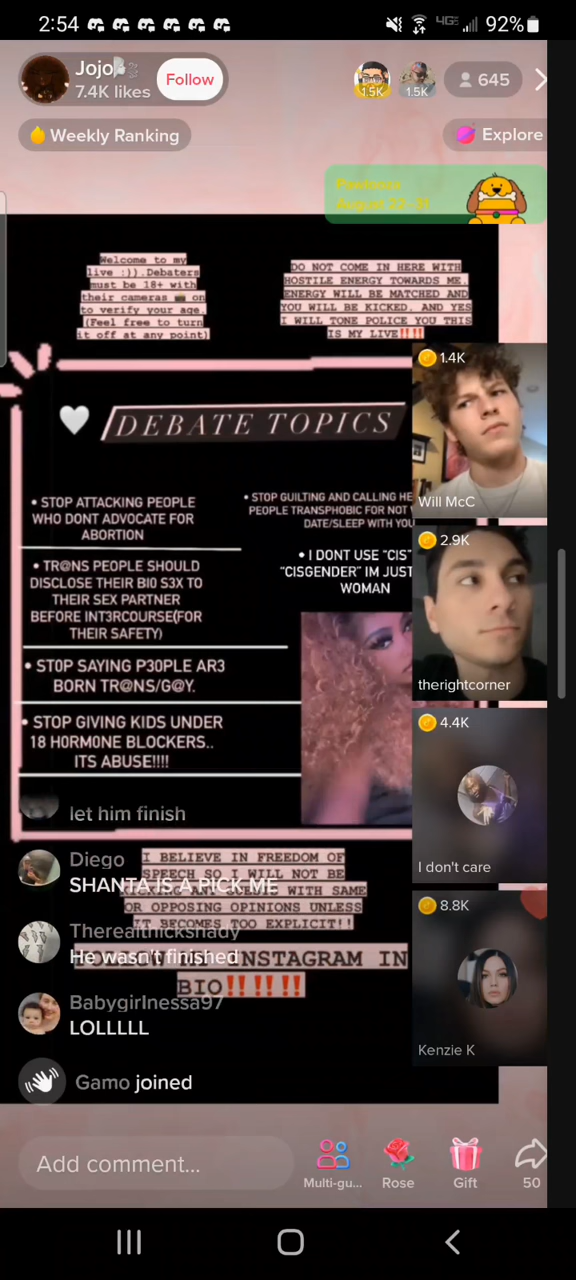 2:54
4GE
92%
Jojo
7.4K likes
Follow
1.5K
1.5K
645
Weekly Ranking
Explore
August 22-31
Welcome to my
live :)).Debaters
must be 18+ with
their cameras 📸 on
to verify your age.
(Feel free to turn
it off at any point)
DO NOT COME IN HERE WITH
HOSTILE ENERGY TOWARDS ME.
ENERGY WILL BE MATCHED AND
YOU WILL BE KICKED. AND YES
I WILL TONE POLICE YOU THIS
IS MY LIVE‼️‼️
🤍 DEBATE TOPICS
• STOP ATTACKING PEOPLE
WHO DONT ADVOCATE FOR
ABORTION
• TR@NS PEOPLE SHOULD
DISCLOSE THEIR BI0 S3X TO
THEIR SEX PARTNER
BEFORE INT3RCOURSE(FOR
THEIR SAFETY)
• ST0P SAYING P30PLE AR3
BORN TR@NS/G@Y.
• STOP GIVING KIDS UNDER
18 H0RM0NE BLOCKERS..
ITS ABUSE!!!!
• STOP GUILTING AND CALLING HE
PEOPLE TRANSPHOBIC FOR NOT
DATE/SLEEP WITH YOU
• I DONT USE "CIS"
"CISGENDER" IM JUST
WOMAN
1.4K
Will McC
2.9K
therightcorner
4.4K
I don't care
8.8K
Kenzie K
let him finish
I BELIEVE IN FREEDOM OF
SPEECH SO I WILL NOT BE
WITH SAME
OR OPPOSING OPINIONS UNLESS
IT BECOMES TOO EXPLICIT!!
INSTAGRAM IN
BIO‼️‼️‼️
Diego
SHANTA IS A PICK ME
Therealthickshady
He wasn't finished
Babygirlnessa97
LOLLLLL
Gamo joined
Add comment...
Multi-gu...
Rose
Gift
50